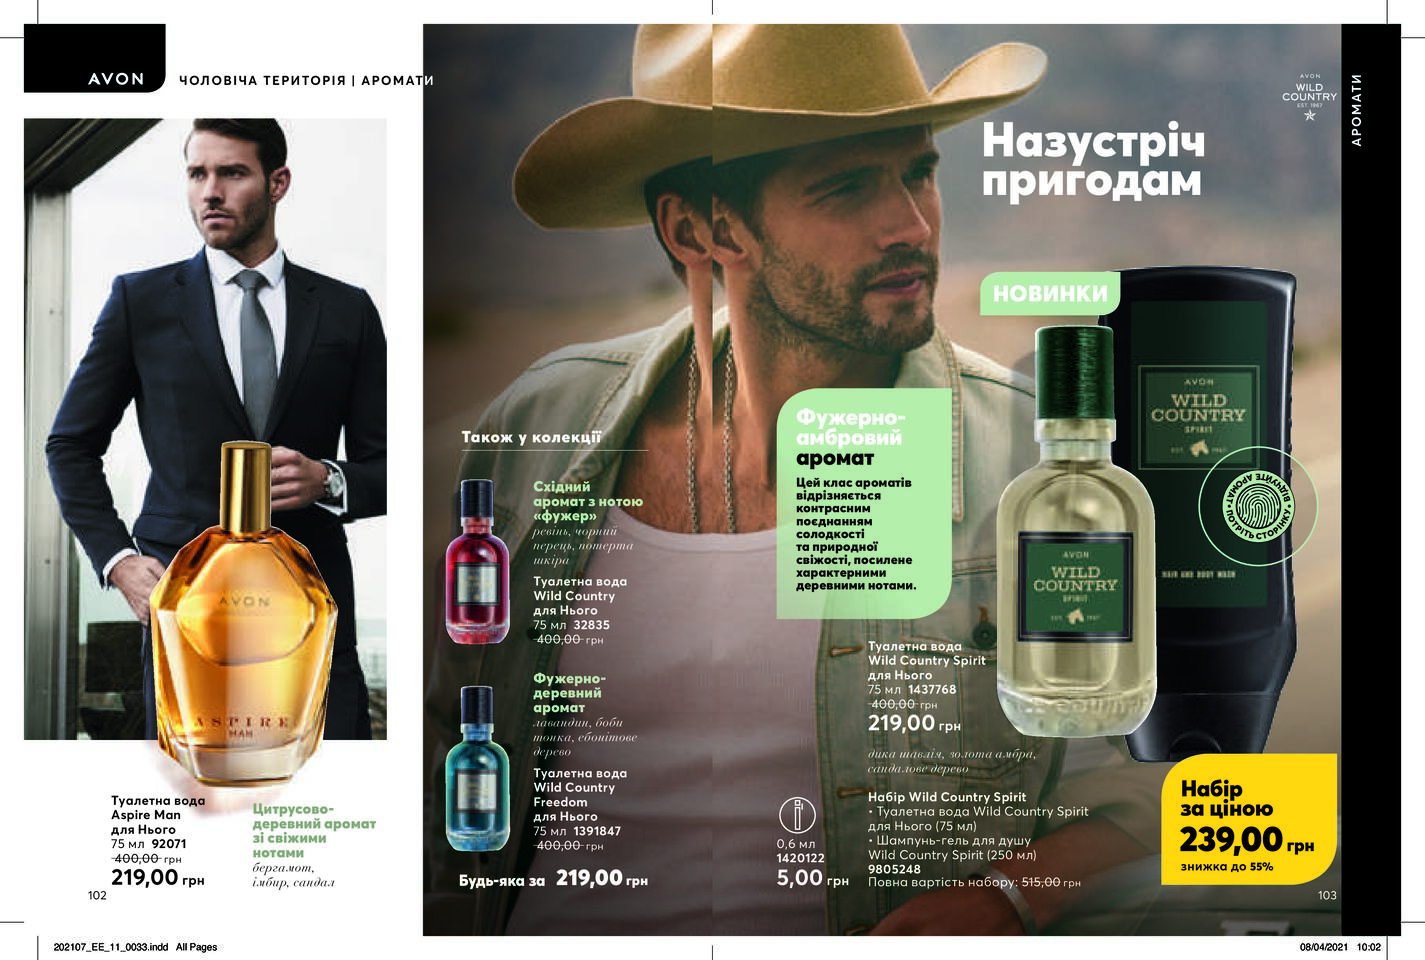 AVON
ЧОЛОВІЧА ТЕРИТОРІЯ | АРОМАТИ
AVON
ASPIRE
MAN
Туалетна вода
Aspire Man
для Нього
75 мл 92071
400,00 грн
219,00 грн
Цитрусово-
деревний аромат
зі свіжими
нотами
бергамот,
імбир, сандал
102
Також у колекції
Східний
аромат з нотою
«фужер»
ревінь, чорний
перець, потерта
шкіра
Туалетна вода
Wild Country
для Нього
75 мл 32835
400,00 грн
Фужерно-
деревний
аромат
лавандин, боби
тонка, ебонітове
дерево
Туалетна вода
Wild Country
Freedom
для Нього
75 мл 1391847
400,00 грн
Будь-яка за 219,00 грн
AVON
WILD
COUNTRY
EST. 1967
АРОМАТИ
Назустріч
пригодам
НОВИНКИ
Фужерно-
амбровий
аромат
Цей клас ароматів
відрізняється
контрасним
поєднанням
солодкості
та природної
свіжості, посилене
характерними
деревними нотами.
AVON
WILD
COUNTRY
SPIRIT
EST. 1967
HAIR AND BODY WASH
AVON
WILD
COUNTRY
SPIRIT
EST. 1967
ВІДЧУЙТЕ АРОМАТ • ПОТРІТЬ СТОРІНКУ •
Туалетна вода
Wild Country Spirit
для Нього
75 мл 1437768
400,00 грн
219,00 грн
дика шавлія, золота амбра,
сандалове дерево
0,6 мл
1420122
5,00 грн
Набір Wild Country Spirit
• Туалетна вода Wild Country Spirit
для Нього (75 мл)
• Шампунь-гель для душу
Wild Country Spirit (250 мл)
9805248
Повна вартість набору: 515,00 грн
Набір
за ціною
239,00 грн
знижка до 55%
103
202107_EE_11_0033.indd All Pages
08/04/2021 10:02